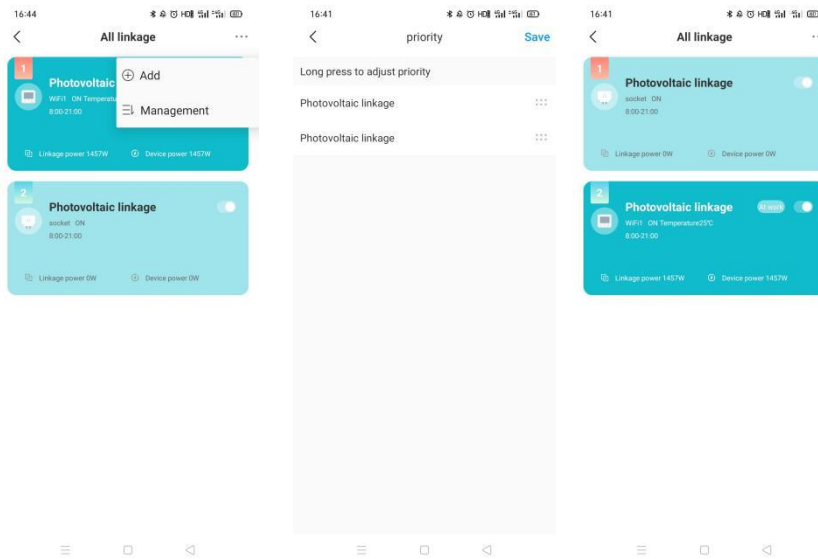 16:44
All linkage
1
Photovoltaic
WiFi1 ON Temperatu
8:00-21:00
Add
Management
Linkage power 1457W
Device power 1457W
2
Photovoltaic linkage
socket ON
8:00-21:00
Linkage power 0W
Device power 0W
16:41
priority
Save
Long press to adjust priority
Photovoltaic linkage
Photovoltaic linkage
16:41
All linkage
1
Photovoltaic linkage
socket ON
8:00-21:00
Linkage power 0W
Device power 0W
2
Photovoltaic linkage
At work
WiFi1 ON Temperature25℃
8:00-21:00
Linkage power 1457W
Device power 1457W